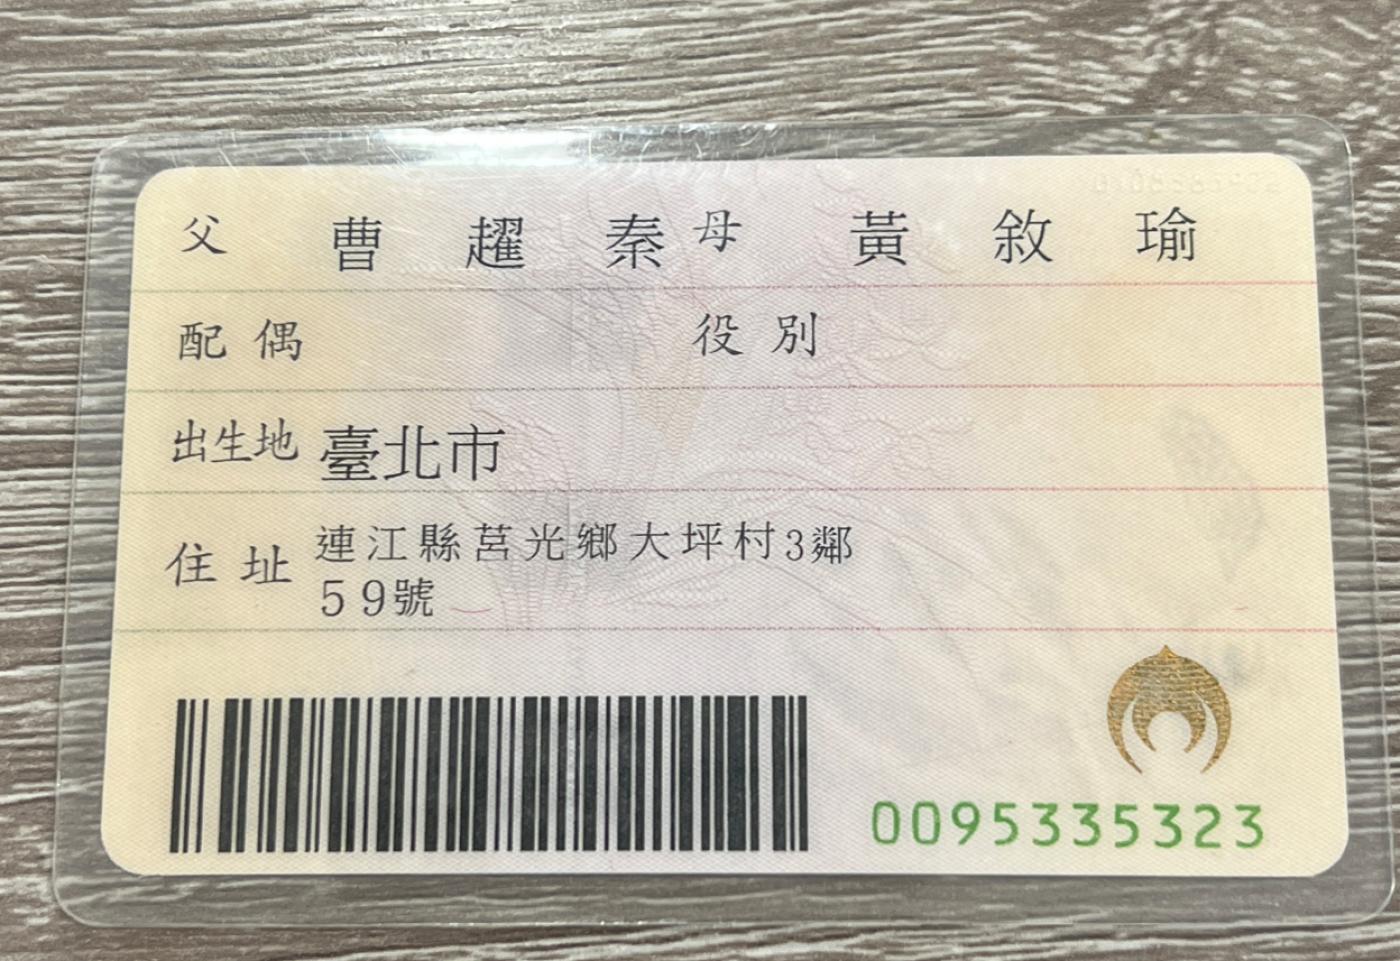 父 曹趯秦 母 黃敘瑜
配偶 役別
出生地 臺北市
住址 連江縣莒光鄉大坪村3鄰
59號
0095335323